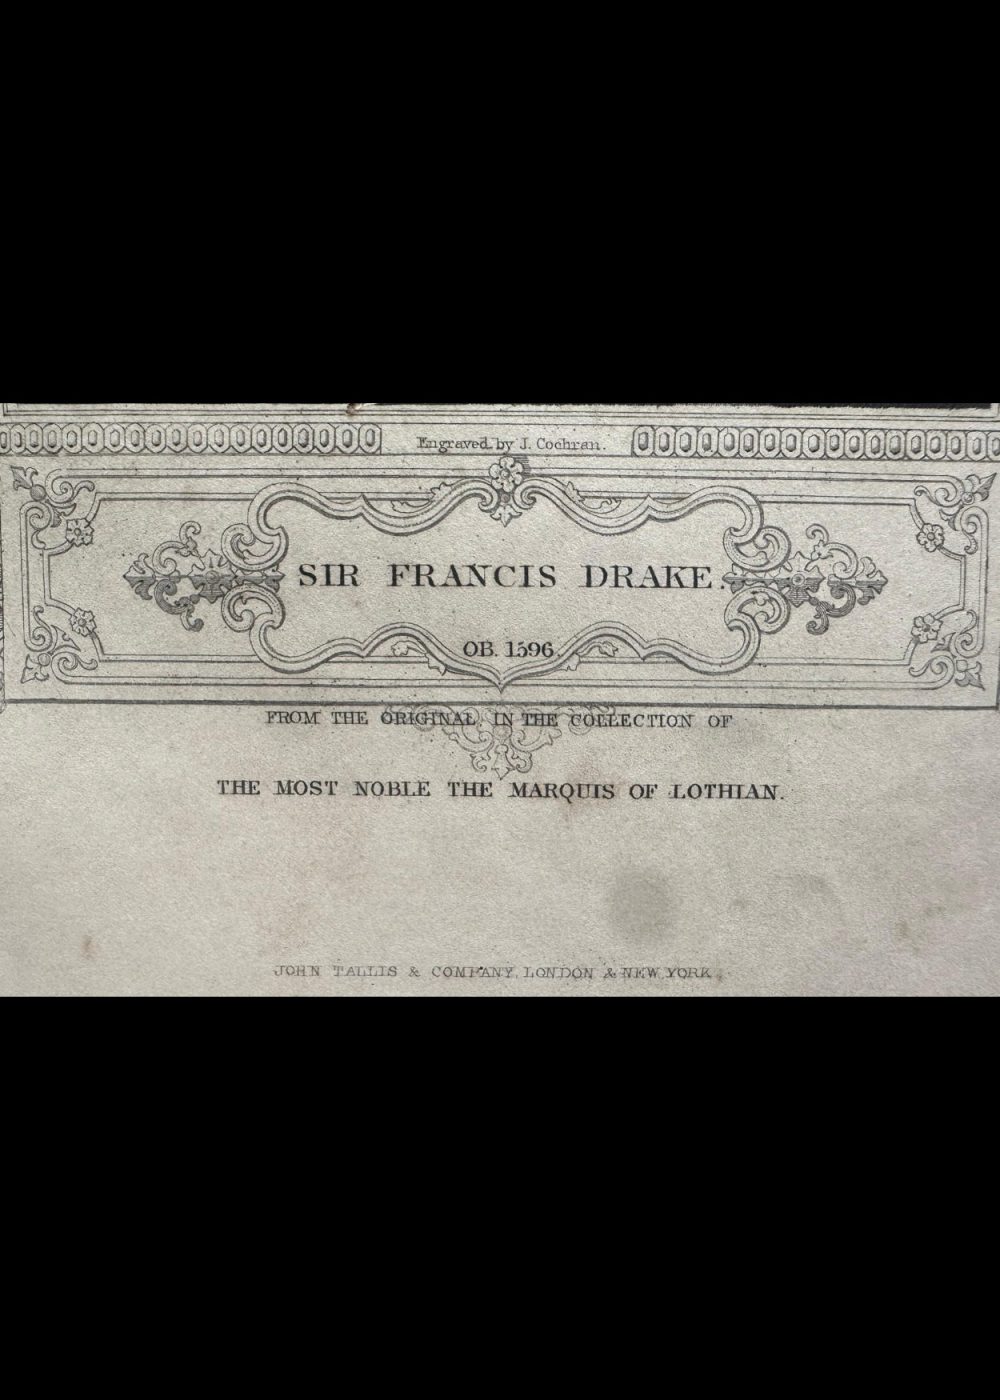 Engraved by J. Cochran.
SIR FRANCIS DRAKE.
OB. 1596.
FROM THE ORIGINAL IN THE COLLECTION OF
THE MOST NOBLE THE MARQUIS OF LOTHIAN.
JOHN TALLIS & COMPANY, LONDON & NEW YORK.